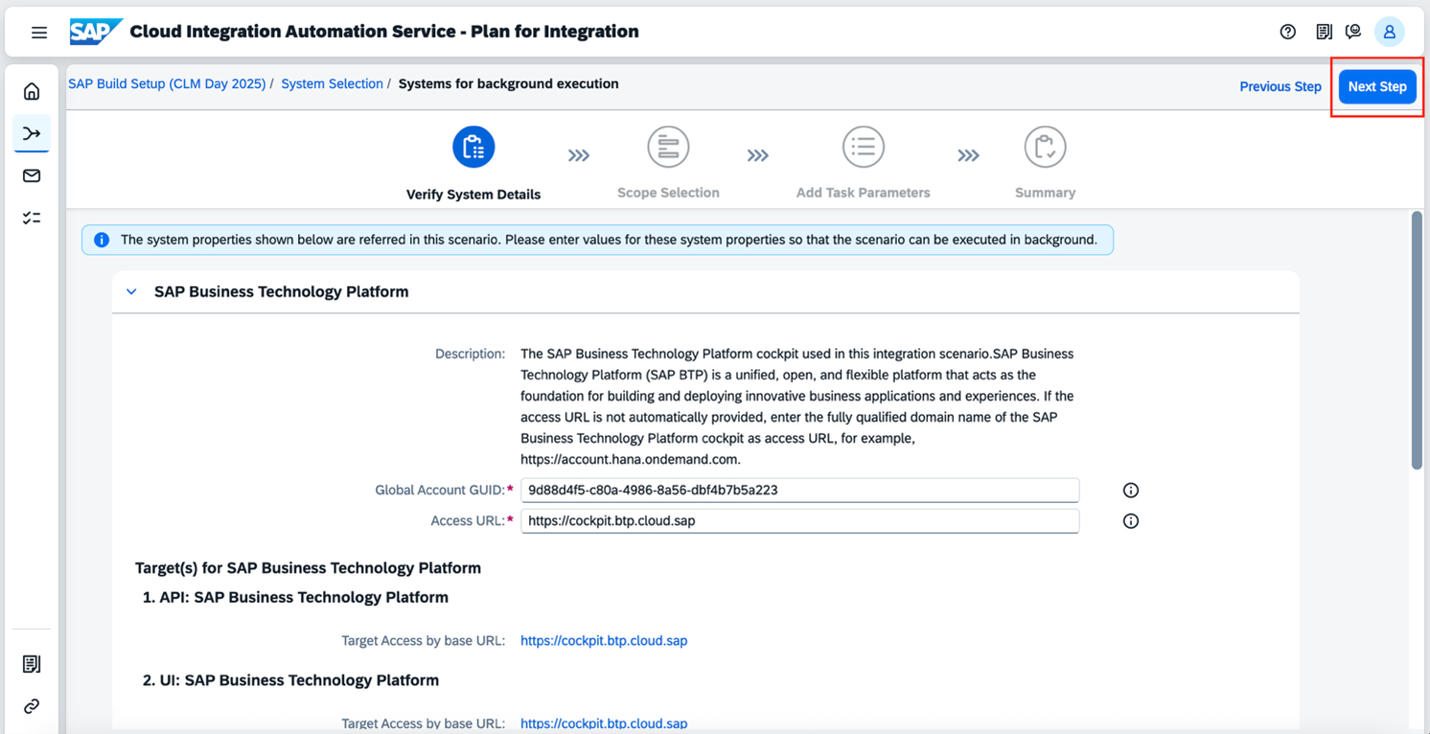 SAP Cloud Integration Automation Service - Plan for Integration
SAP Build Setup (CLM Day 2025) / System Selection / Systems for background execution
Previous Step
Next Step
Verify System Details
Scope Selection
Add Task Parameters
Summary
The system properties shown below are referred in this scenario. Please enter values for these system properties so that the scenario can be executed in background.
SAP Business Technology Platform
Description: The SAP Business Technology Platform cockpit used in this integration scenario.SAP Business
Technology Platform (SAP BTP) is a unified, open, and flexible platform that acts as the
foundation for building and deploying innovative business applications and experiences. If the
access URL is not automatically provided, enter the fully qualified domain name of the SAP
Business Technology Platform cockpit as access URL, for example,
https://account.hana.ondemand.com.
Global Account GUID:* 9d88d4f5-c80a-4986-8a56-dbf4b7b5a223
Access URL:* https://cockpit.btp.cloud.sap
Target(s) for SAP Business Technology Platform
1. API: SAP Business Technology Platform
Target Access by base URL: https://cockpit.btp.cloud.sap
2. UI: SAP Business Technology Platform
Target Access by base URL: https://cockpit.btp.cloud.sap